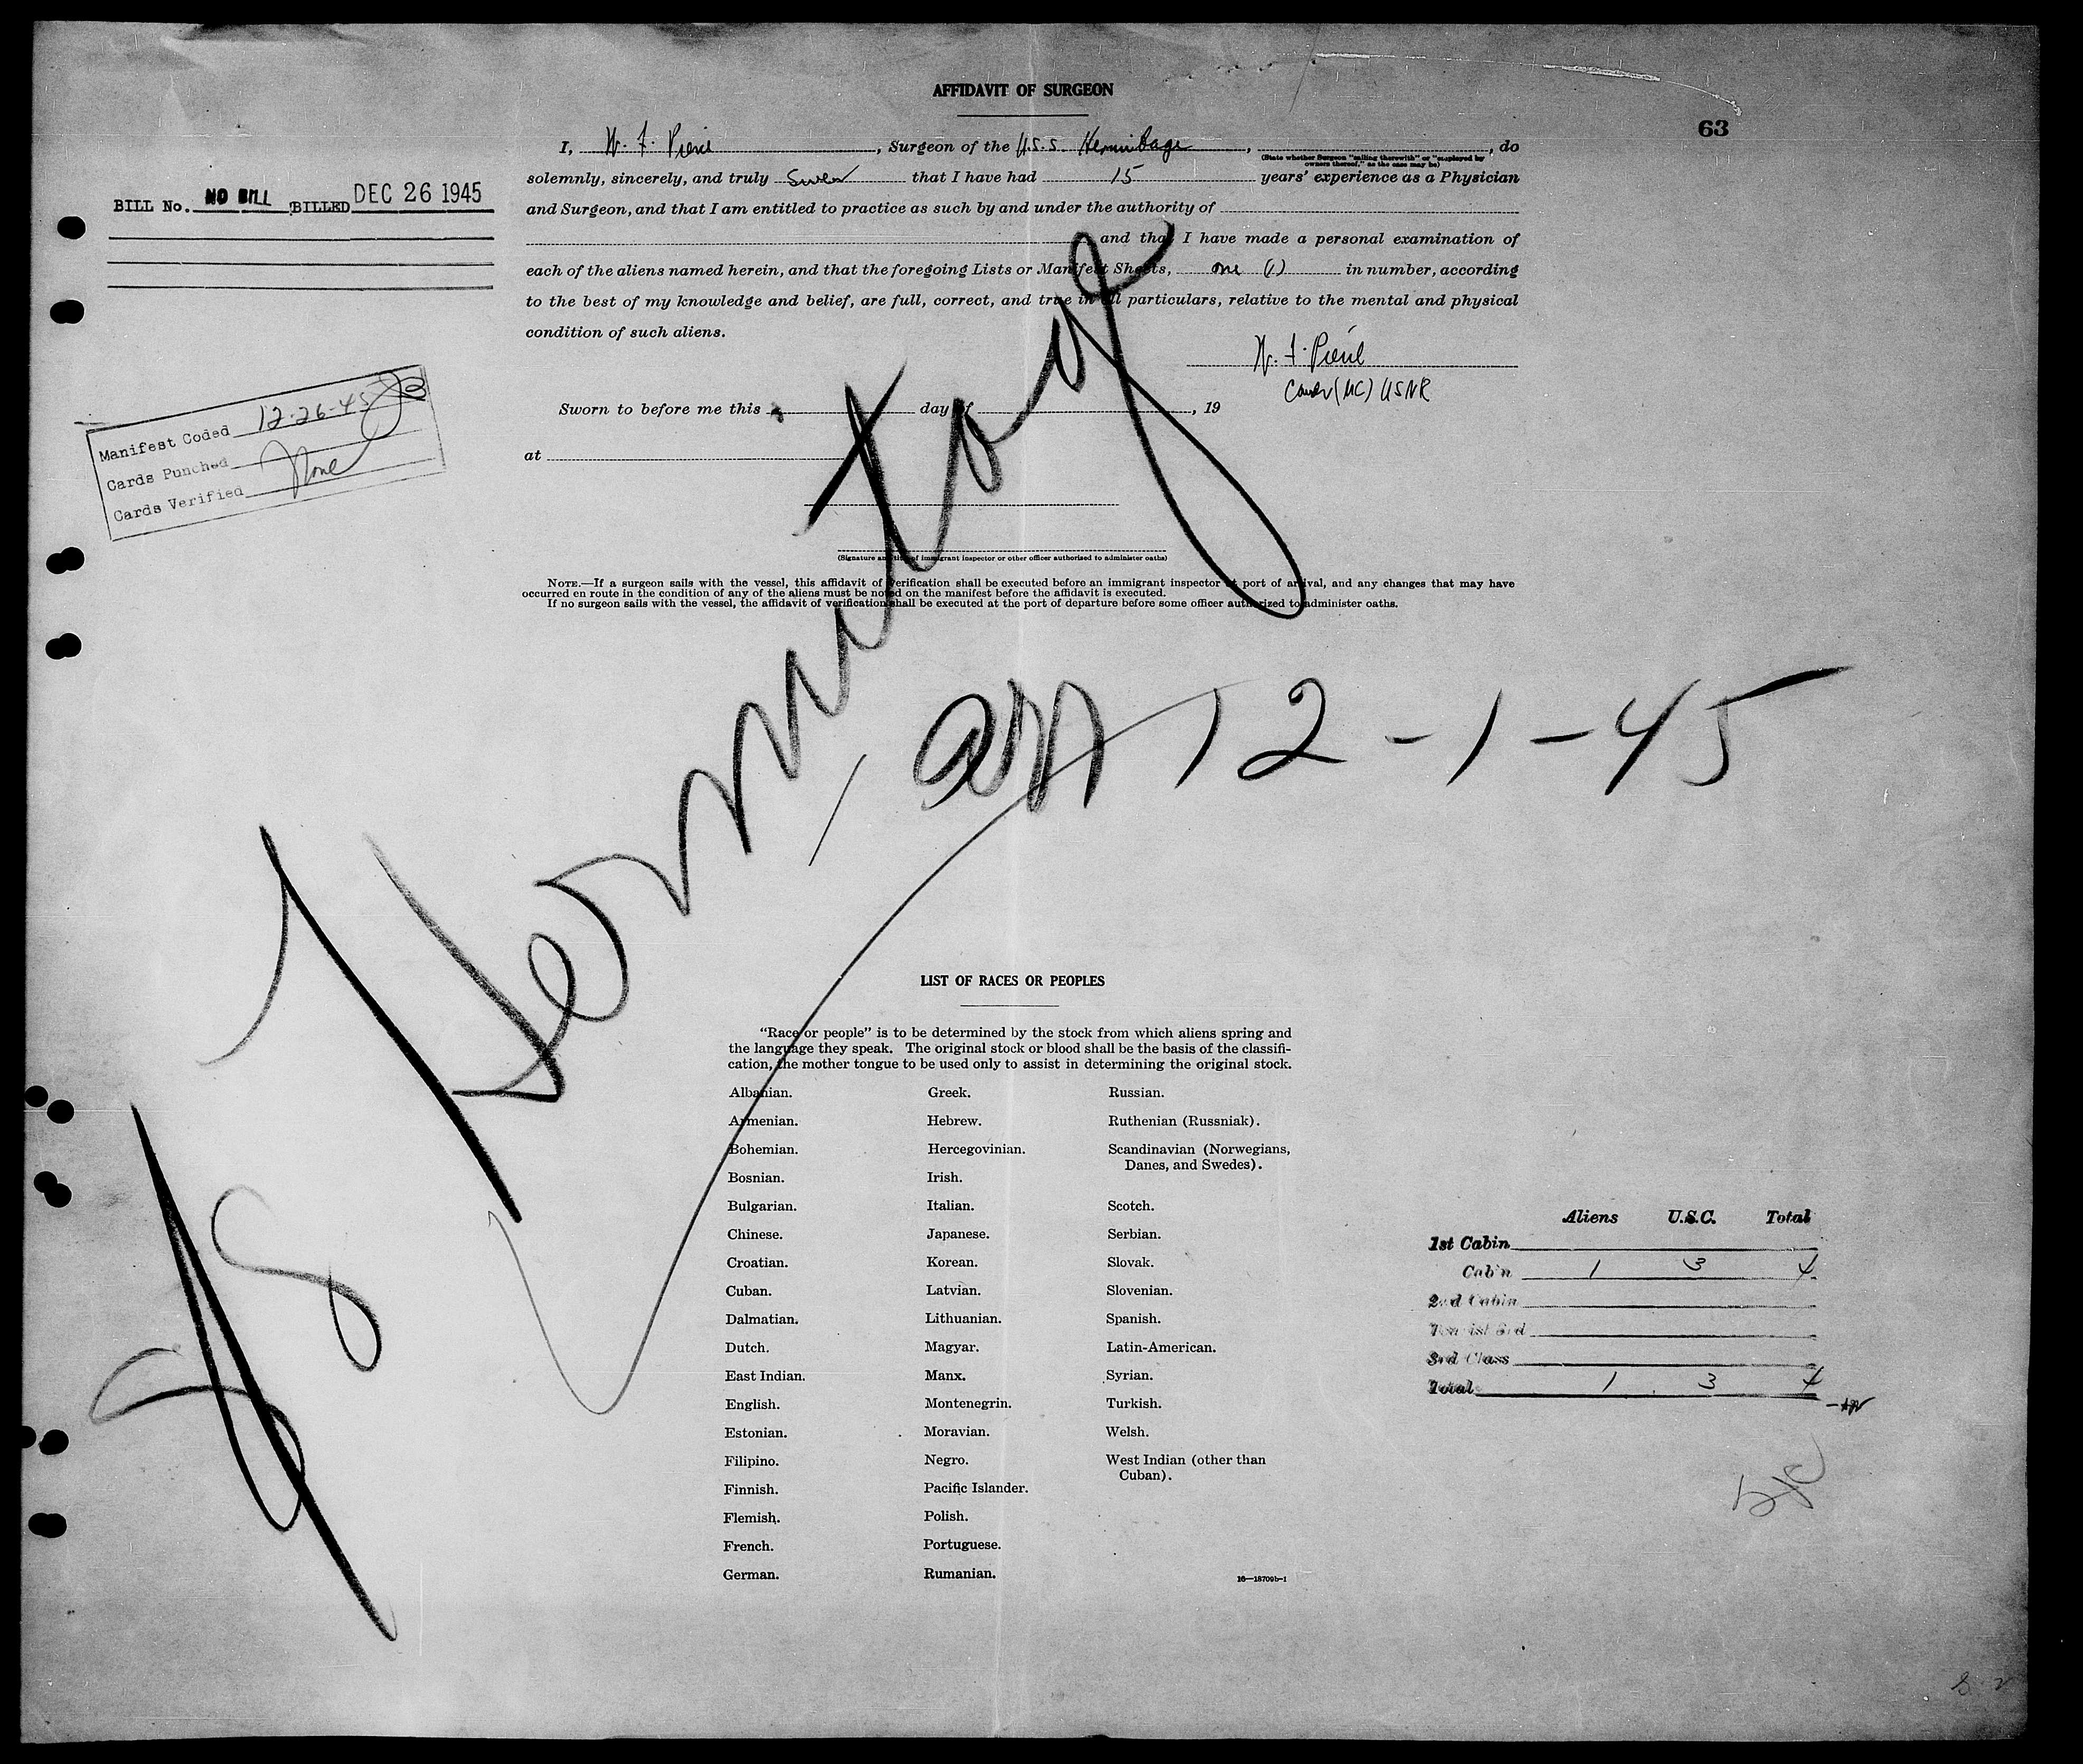 AFFIDAVIT OF SURGEON
63
I, W. F. , Surgeon of the U.S.S. Hermitage, , do
(State whether Surgeon "sailing therewith" or "employed by owners thereof," as the case may be)
solemnly, sincerely, and truly swear that I have had 15 years' experience as a Physician
and Surgeon, and that I am entitled to practice as such by and under the authority of
and that I have made a personal examination of
each of the aliens named herein, and that the foregoing Lists or Manifest Sheets, one (1) in number, according
to the best of my knowledge and belief, are full, correct, and true in all particulars, relative to the mental and physical
condition of such aliens.
W. F.
(MC) USNR
Sworn to before me this day of , 19
at
(Signature and title of immigrant inspector or other officer authorized to administer oaths)
NOTE.—If a surgeon sails with the vessel, this affidavit of verification shall be executed before an immigrant inspector at port of arrival, and any changes that may have
occurred en route in the condition of any of the aliens must be noted on the manifest before the affidavit is executed.
If no surgeon sails with the vessel, the affidavit of verification shall be executed at the port of departure before some officer authorized to administer oaths.
BILL No. NO BILL BILLED DEC 26 1945
Manifest Coded 12-26-45
Cards Punched
Cards Verified None
Hermitage
arr 12-1-45
LIST OF RACES OR PEOPLES
"Race or people" is to be determined by the stock from which aliens spring and
the language they speak. The original stock or blood shall be the basis of the classifi-
cation, the mother tongue to be used only to assist in determining the original stock.
Albanian.
Armenian.
Bohemian.
Bosnian.
Bulgarian.
Chinese.
Croatian.
Cuban.
Dalmatian.
Dutch.
East Indian.
English.
Estonian.
Filipino.
Finnish.
Flemish.
French.
German.
Greek.
Hebrew.
Hercegovinian.
Irish.
Italian.
Japanese.
Korean.
Latvian.
Lithuanian.
Magyar.
Manx.
Montenegrin.
Moravian.
Negro.
Pacific Islander.
Polish.
Portuguese.
Rumanian.
Russian.
Ruthenian (Russniak).
Scandinavian (Norwegians,
Danes, and Swedes).
Scotch.
Serbian.
Slovak.
Slovenian.
Spanish.
Latin-American.
Syrian.
Turkish.
Welsh.
West Indian (other than
Cuban).
16—18709b-1
Aliens U.S.C. Total
1st Cabin
Cabin 1 3 4
2nd Cabin
3rd
3rd Class
Total 1 3 4